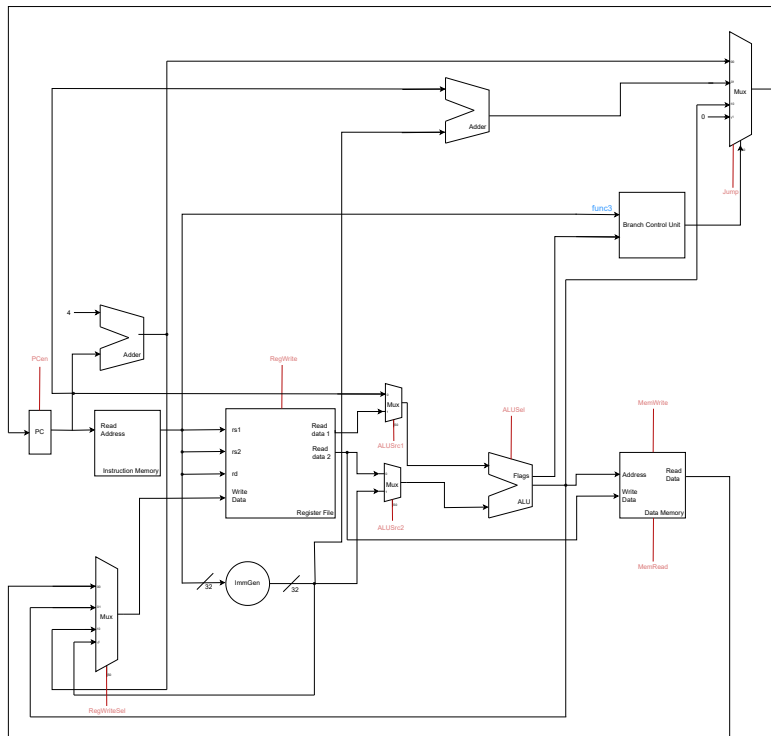 Mux
0
Adder
Jump
func3
Branch Control Unit
4
Adder
PCen
RegWrite
ALUSel
MemWrite
Mux
PC
Read
Address
Instruction Memory
rs1
rs2
rd
Write
Data
Read
data 1
Read
data 2
Register File
ALUSrc1
Mux
ALUSrc2
Flags
ALU
Address
Write
Data
Read
Data
Data Memory
MemRead
32
ImmGen
32
Mux
RegWriteSel